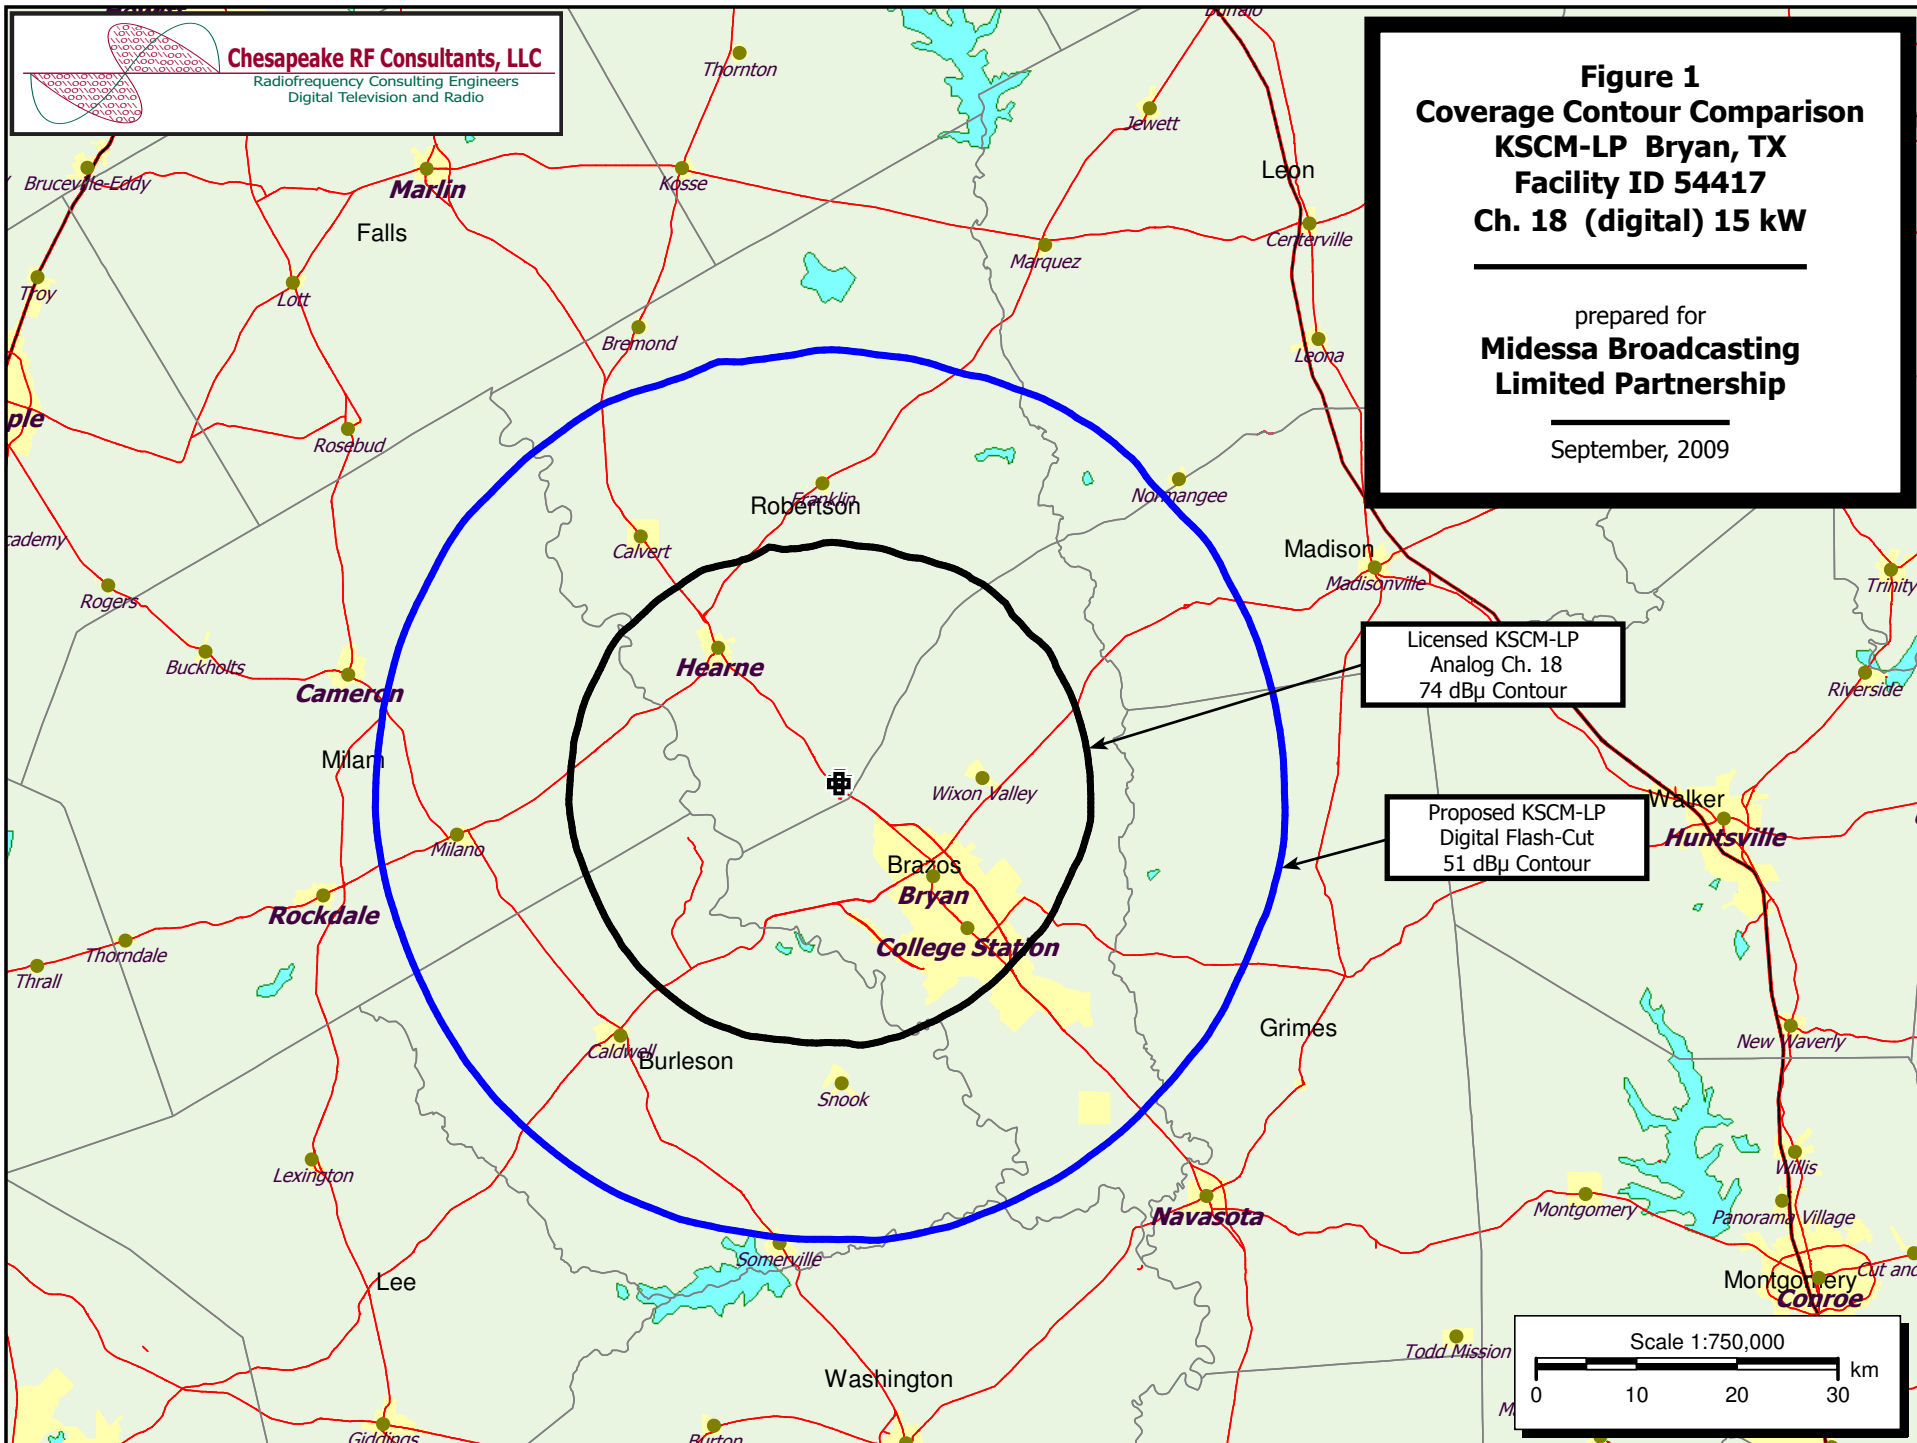 Chesapeake RF Consultants, LLC
Radiofrequency Consulting Engineers
Digital Television and Radio
Figure 1
Coverage Contour Comparison
KSCM-LP  Bryan, TX
Facility ID 54417
Ch. 18  (digital) 15 kW
prepared for
Midessa Broadcasting
Limited Partnership
September, 2009
Buffalo
Thornton
Jewett
Bruceville-Eddy
Marlin
Kosse
Leon
Falls
Centerville
Marquez
Troy
Lott
Bremond
Leona
ple
Rosebud
Franklin
Robertson
Normangee
cademy
Calvert
Madison
Madisonville
Trinity
Rogers
Buckholts
Cameron
Hearne
Licensed KSCM-LP
Analog Ch. 18
74 dBµ Contour
Riverside
Milam
Wixon Valley
Walker
Proposed KSCM-LP
Digital Flash-Cut
51 dBµ Contour
Huntsville
Milano
Brazos
Bryan
Rockdale
College Station
Thorndale
Thrall
Grimes
New Waverly
Caldwell
Burleson
Snook
Lexington
Willis
Montgomery
Panorama Village
Navasota
Somerville
Lee
Cut and
Montgomery
Conroe
Todd Mission
Washington
Scale 1:750,000
km
0 10 20 30
Giddings
Burton